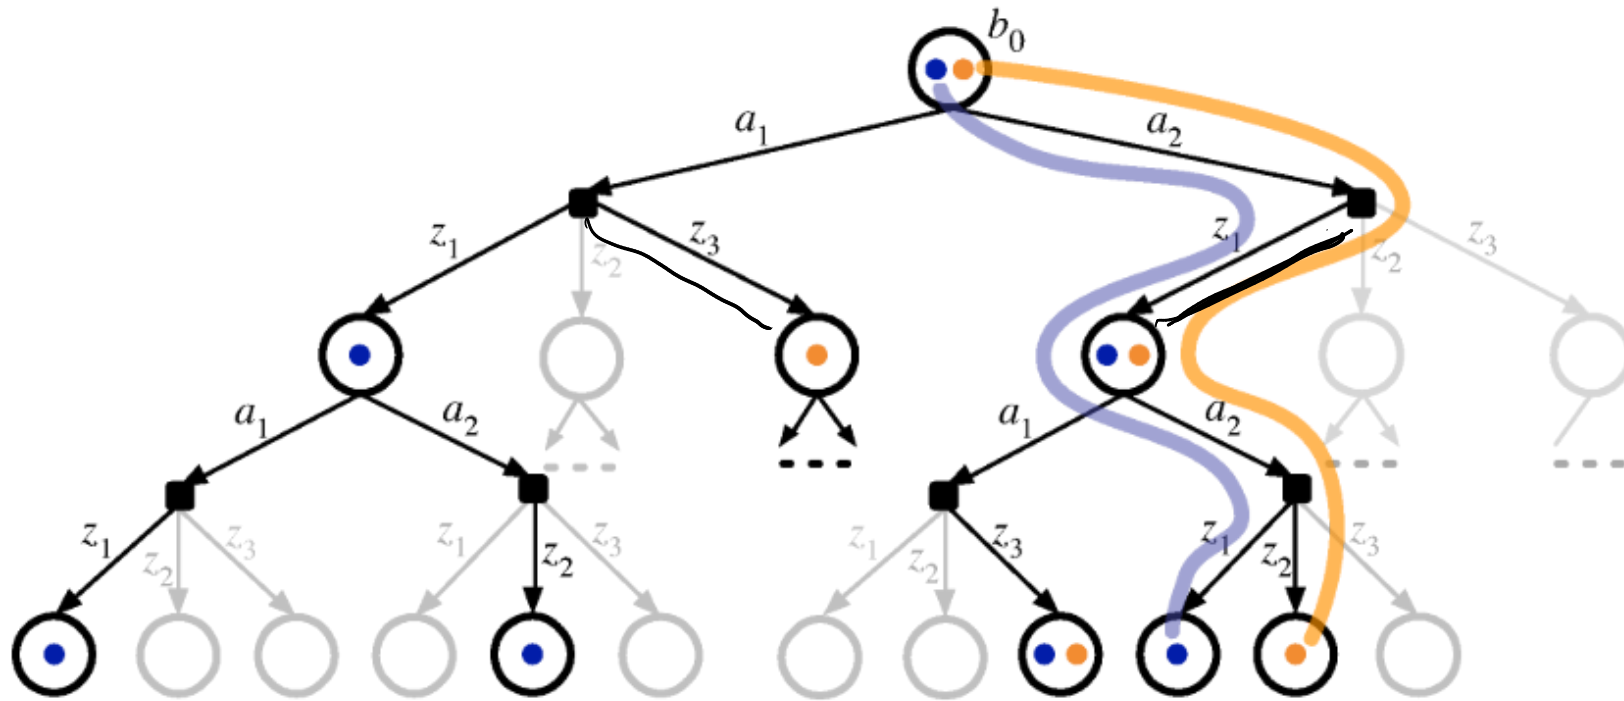 b₀
a₁ a₂
z₁ z₂ z₃ z₁ z₂ z₃
a₁ a₂ a₁ a₂
z₁ z₂ z₃ z₁ z₂ z₃ z₁ z₂ z₃ z₁ z₂ z₃